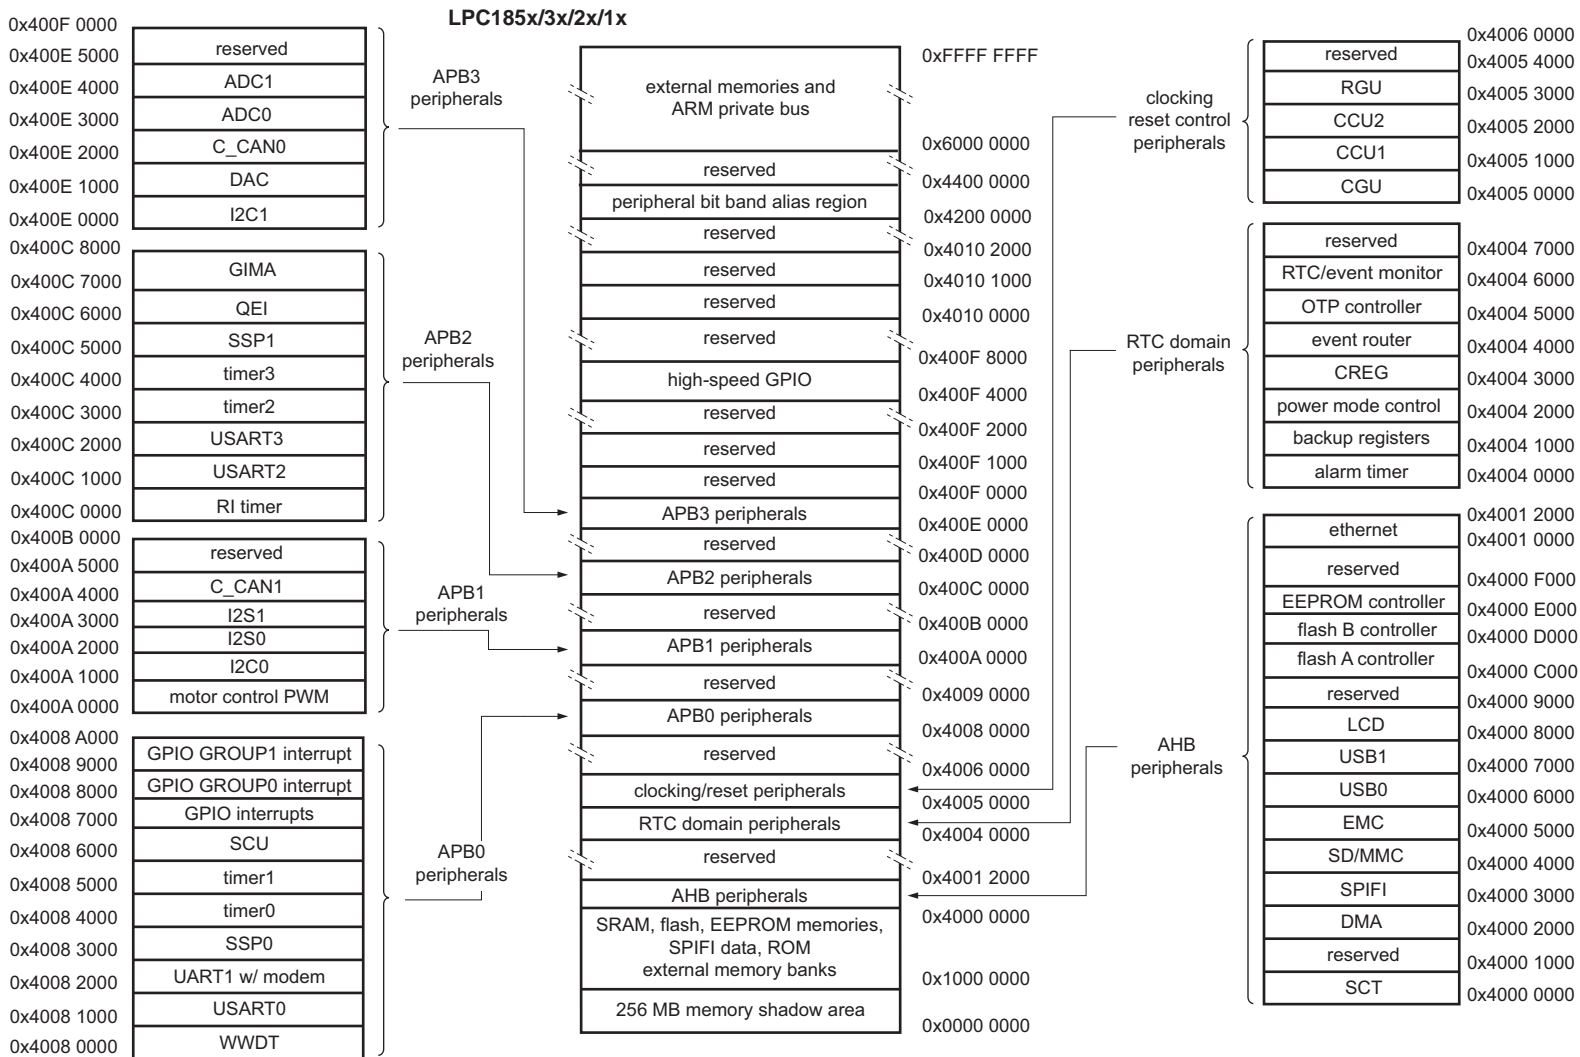 LPC185x/3x/2x/1x
0x400F 0000
reserved
0x400E 5000
ADC1
0x400E 4000
ADC0
0x400E 3000
C_CAN0
0x400E 2000
DAC
0x400E 1000
I2C1
0x400E 0000
APB3
peripherals
0x400C 8000
GIMA
0x400C 7000
QEI
0x400C 6000
SSP1
0x400C 5000
timer3
0x400C 4000
timer2
0x400C 3000
USART3
0x400C 2000
USART2
0x400C 1000
RI timer
0x400C 0000
APB2
peripherals
0x400B 0000
reserved
0x400A 5000
C_CAN1
0x400A 4000
I2S1
0x400A 3000
I2S0
0x400A 2000
I2C0
0x400A 1000
motor control PWM
0x400A 0000
APB1
peripherals
0x4008 A000
GPIO GROUP1 interrupt
0x4008 9000
GPIO GROUP0 interrupt
0x4008 8000
GPIO interrupts
0x4008 7000
SCU
0x4008 6000
timer1
0x4008 5000
timer0
0x4008 4000
SSP0
0x4008 3000
UART1 w/ modem
0x4008 2000
USART0
0x4008 1000
WWDT
0x4008 0000
APB0
peripherals
0xFFFF FFFF
external memories and
ARM private bus
0x6000 0000
reserved
0x4400 0000
peripheral bit band alias region
0x4200 0000
reserved
0x4010 2000
reserved
0x4010 1000
reserved
0x4010 0000
reserved
0x400F 8000
high-speed GPIO
0x400F 4000
reserved
0x400F 2000
reserved
0x400F 1000
reserved
0x400F 0000
APB3 peripherals
0x400E 0000
reserved
0x400D 0000
APB2 peripherals
0x400C 0000
reserved
0x400B 0000
APB1 peripherals
0x400A 0000
reserved
0x4009 0000
APB0 peripherals
0x4008 0000
reserved
0x4006 0000
clocking/reset peripherals
0x4005 0000
RTC domain peripherals
0x4004 0000
reserved
0x4001 2000
AHB peripherals
0x4000 0000
SRAM, flash, EEPROM memories,
SPIFI data, ROM
external memory banks
0x1000 0000
256 MB memory shadow area
0x0000 0000
clocking
reset control
peripherals
0x4006 0000
reserved
0x4005 4000
RGU
0x4005 3000
CCU2
0x4005 2000
CCU1
0x4005 1000
CGU
0x4005 0000
RTC domain
peripherals
reserved
0x4004 7000
RTC/event monitor
0x4004 6000
OTP controller
0x4004 5000
event router
0x4004 4000
CREG
0x4004 3000
power mode control
0x4004 2000
backup registers
0x4004 1000
alarm timer
0x4004 0000
AHB
peripherals
0x4001 2000
ethernet
0x4001 0000
reserved
0x4000 F000
EEPROM controller
0x4000 E000
flash B controller
0x4000 D000
flash A controller
0x4000 C000
reserved
0x4000 9000
LCD
0x4000 8000
USB1
0x4000 7000
USB0
0x4000 6000
EMC
0x4000 5000
SD/MMC
0x4000 4000
SPIFI
0x4000 3000
DMA
0x4000 2000
reserved
0x4000 1000
SCT
0x4000 0000